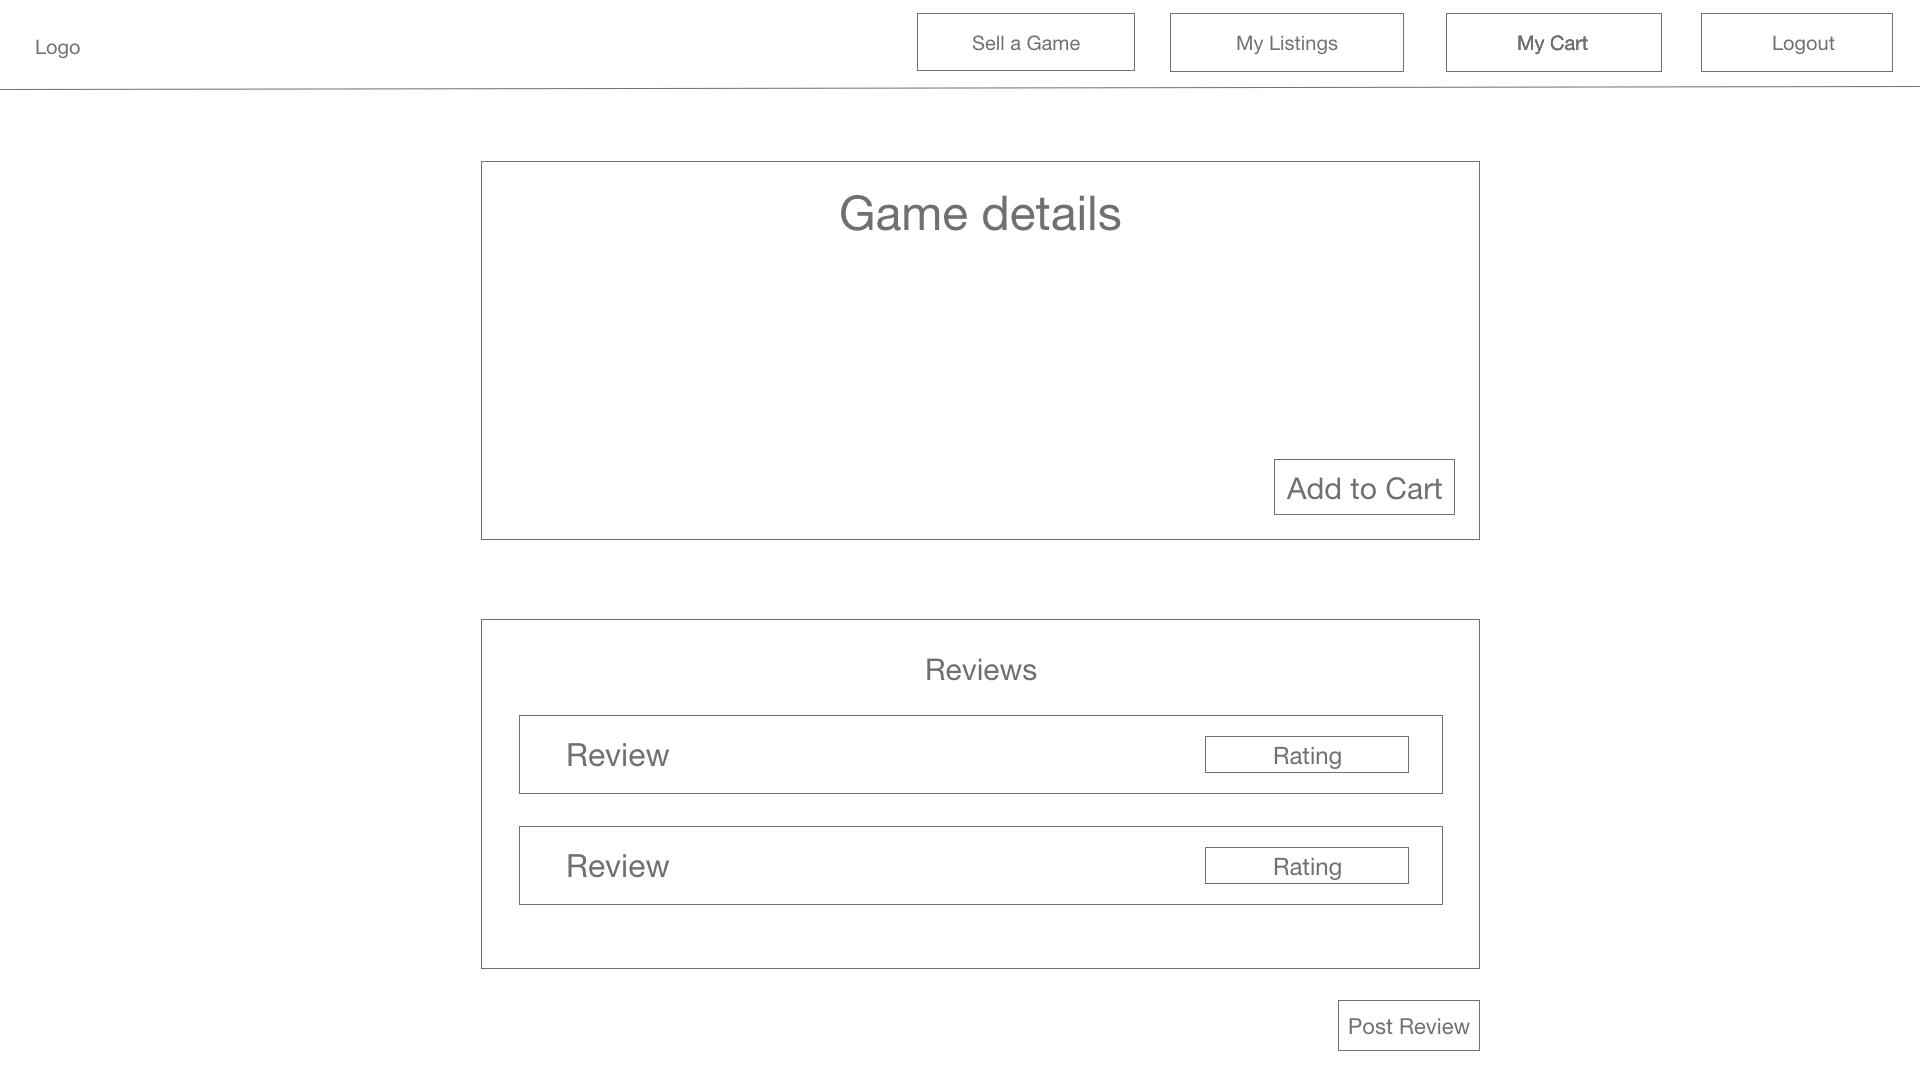 Logo
Sell a Game
My Listings
My Cart
Logout
Game details
Add to Cart
Reviews
Review
Rating
Review
Rating
Post Review